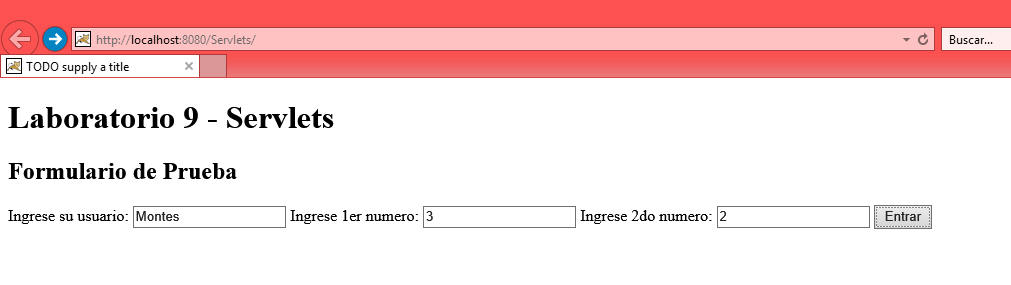 http://localhost:8080/Servlets/ Buscar...
TODO supply a title
Laboratorio 9 - Servlets
Formulario de Prueba
Ingrese su usuario: Montes Ingrese 1er numero: 3 Ingrese 2do numero: 2 Entrar